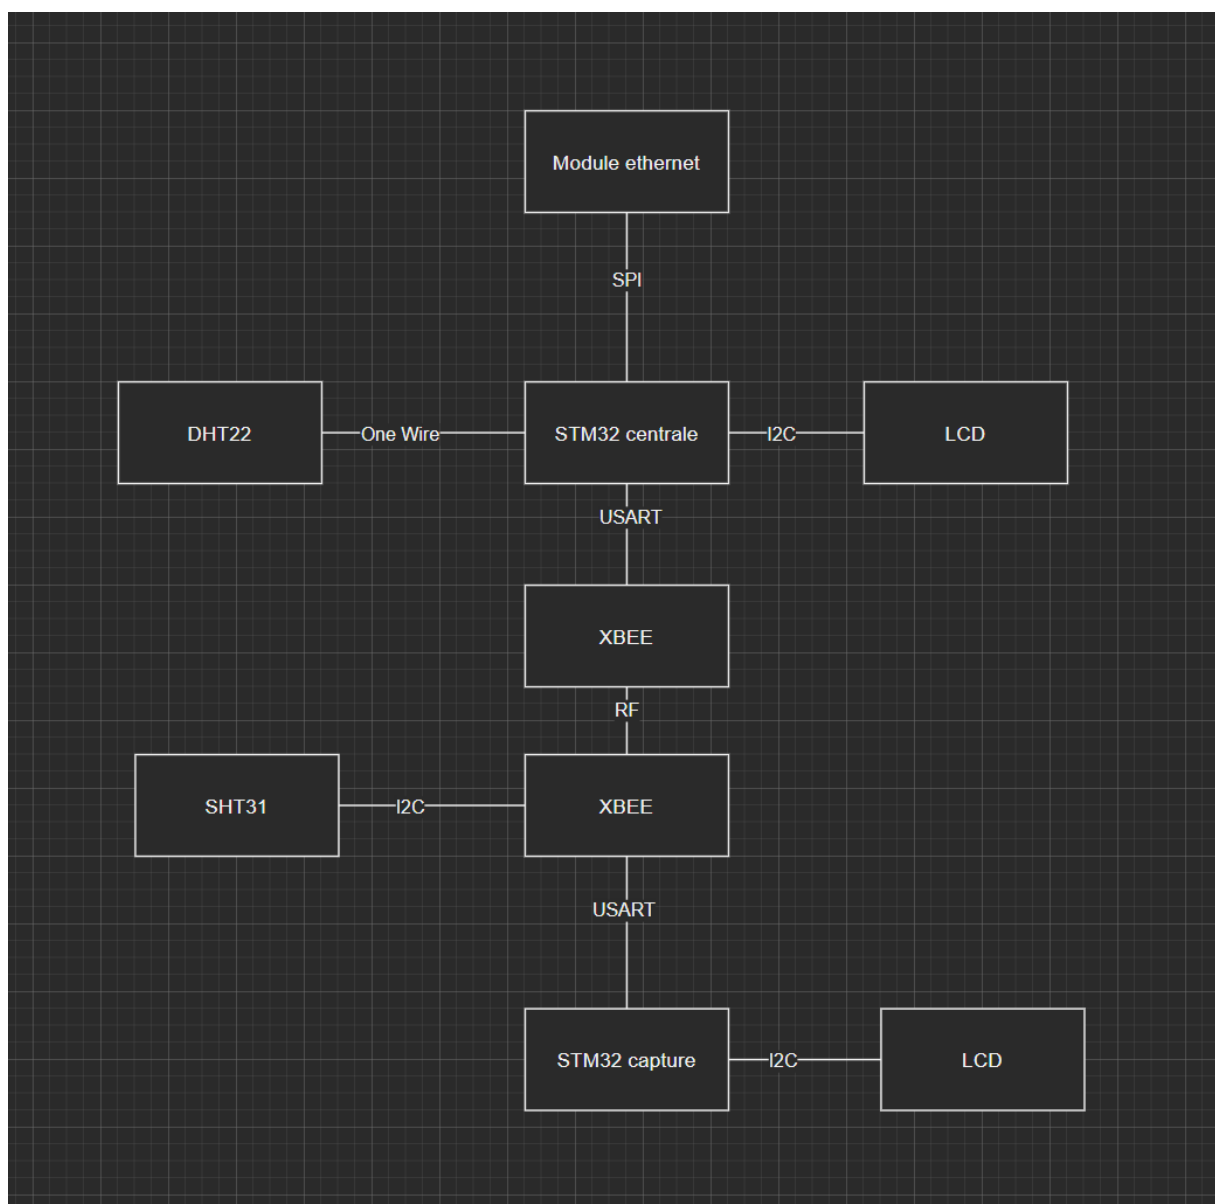 Module ethernet
SPI
DHT22
One Wire
STM32 centrale
I2C
LCD
USART
XBEE
RF
SHT31
I2C
XBEE
USART
STM32 capture
I2C
LCD